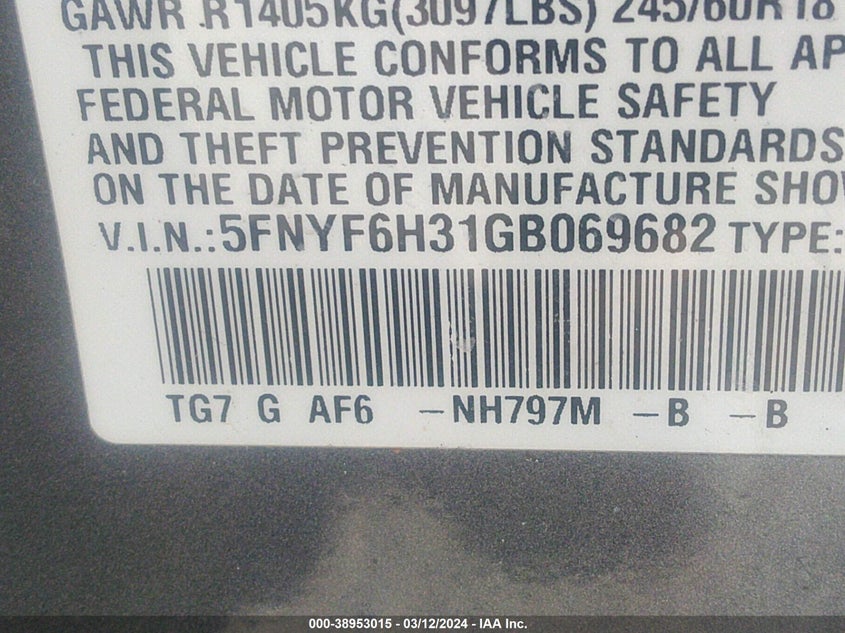 GAWR R1405KG(3097LBS) 245/60R18
THIS VEHICLE CONFORMS TO ALL AP
FEDERAL MOTOR VEHICLE SAFETY
AND THEFT PREVENTION STANDARDS
ON THE DATE OF MANUFACTURE SHO
V.I.N.:5FNYF6H31GB069682 TYPE:
TG7 G AF6 -NH797M -B -B
000-38953015 - 03/12/2024 - IAA Inc.